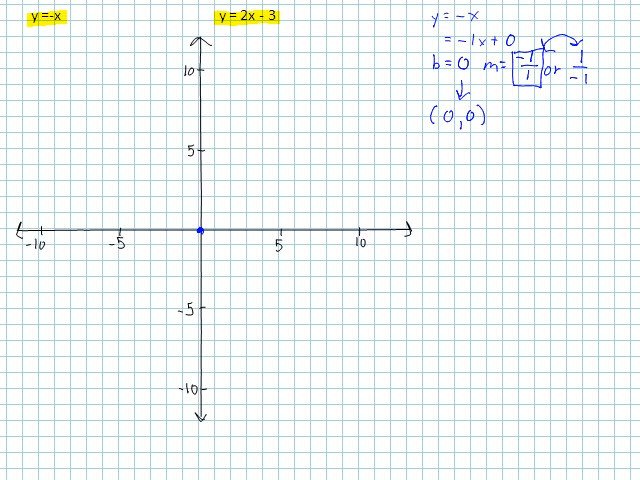 y =-x
y = 2x - 3
y = -x
= -1x + 0
b = 0 m = -1/1 or 1/-1
(0,0)
10
5
-10 -5 5 10
-5
-10